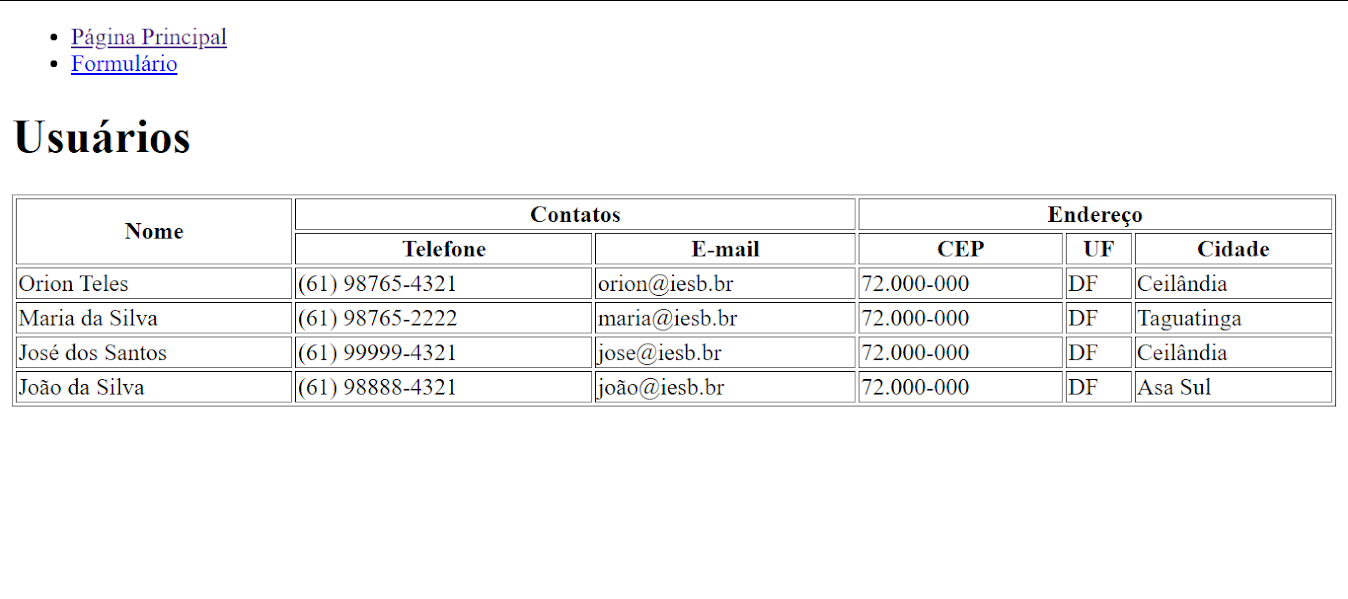 Página Principal
Formulário
Usuários
Nome Contatos Endereço
Telefone E-mail CEP UF Cidade
Orion Teles (61) 98765-4321 orion@iesb.br 72.000-000 DF Ceilândia
Maria da Silva (61) 98765-2222 maria@iesb.br 72.000-000 DF Taguatinga
José dos Santos (61) 99999-4321 jose@iesb.br 72.000-000 DF Ceilândia
João da Silva (61) 98888-4321 joão@iesb.br 72.000-000 DF Asa Sul